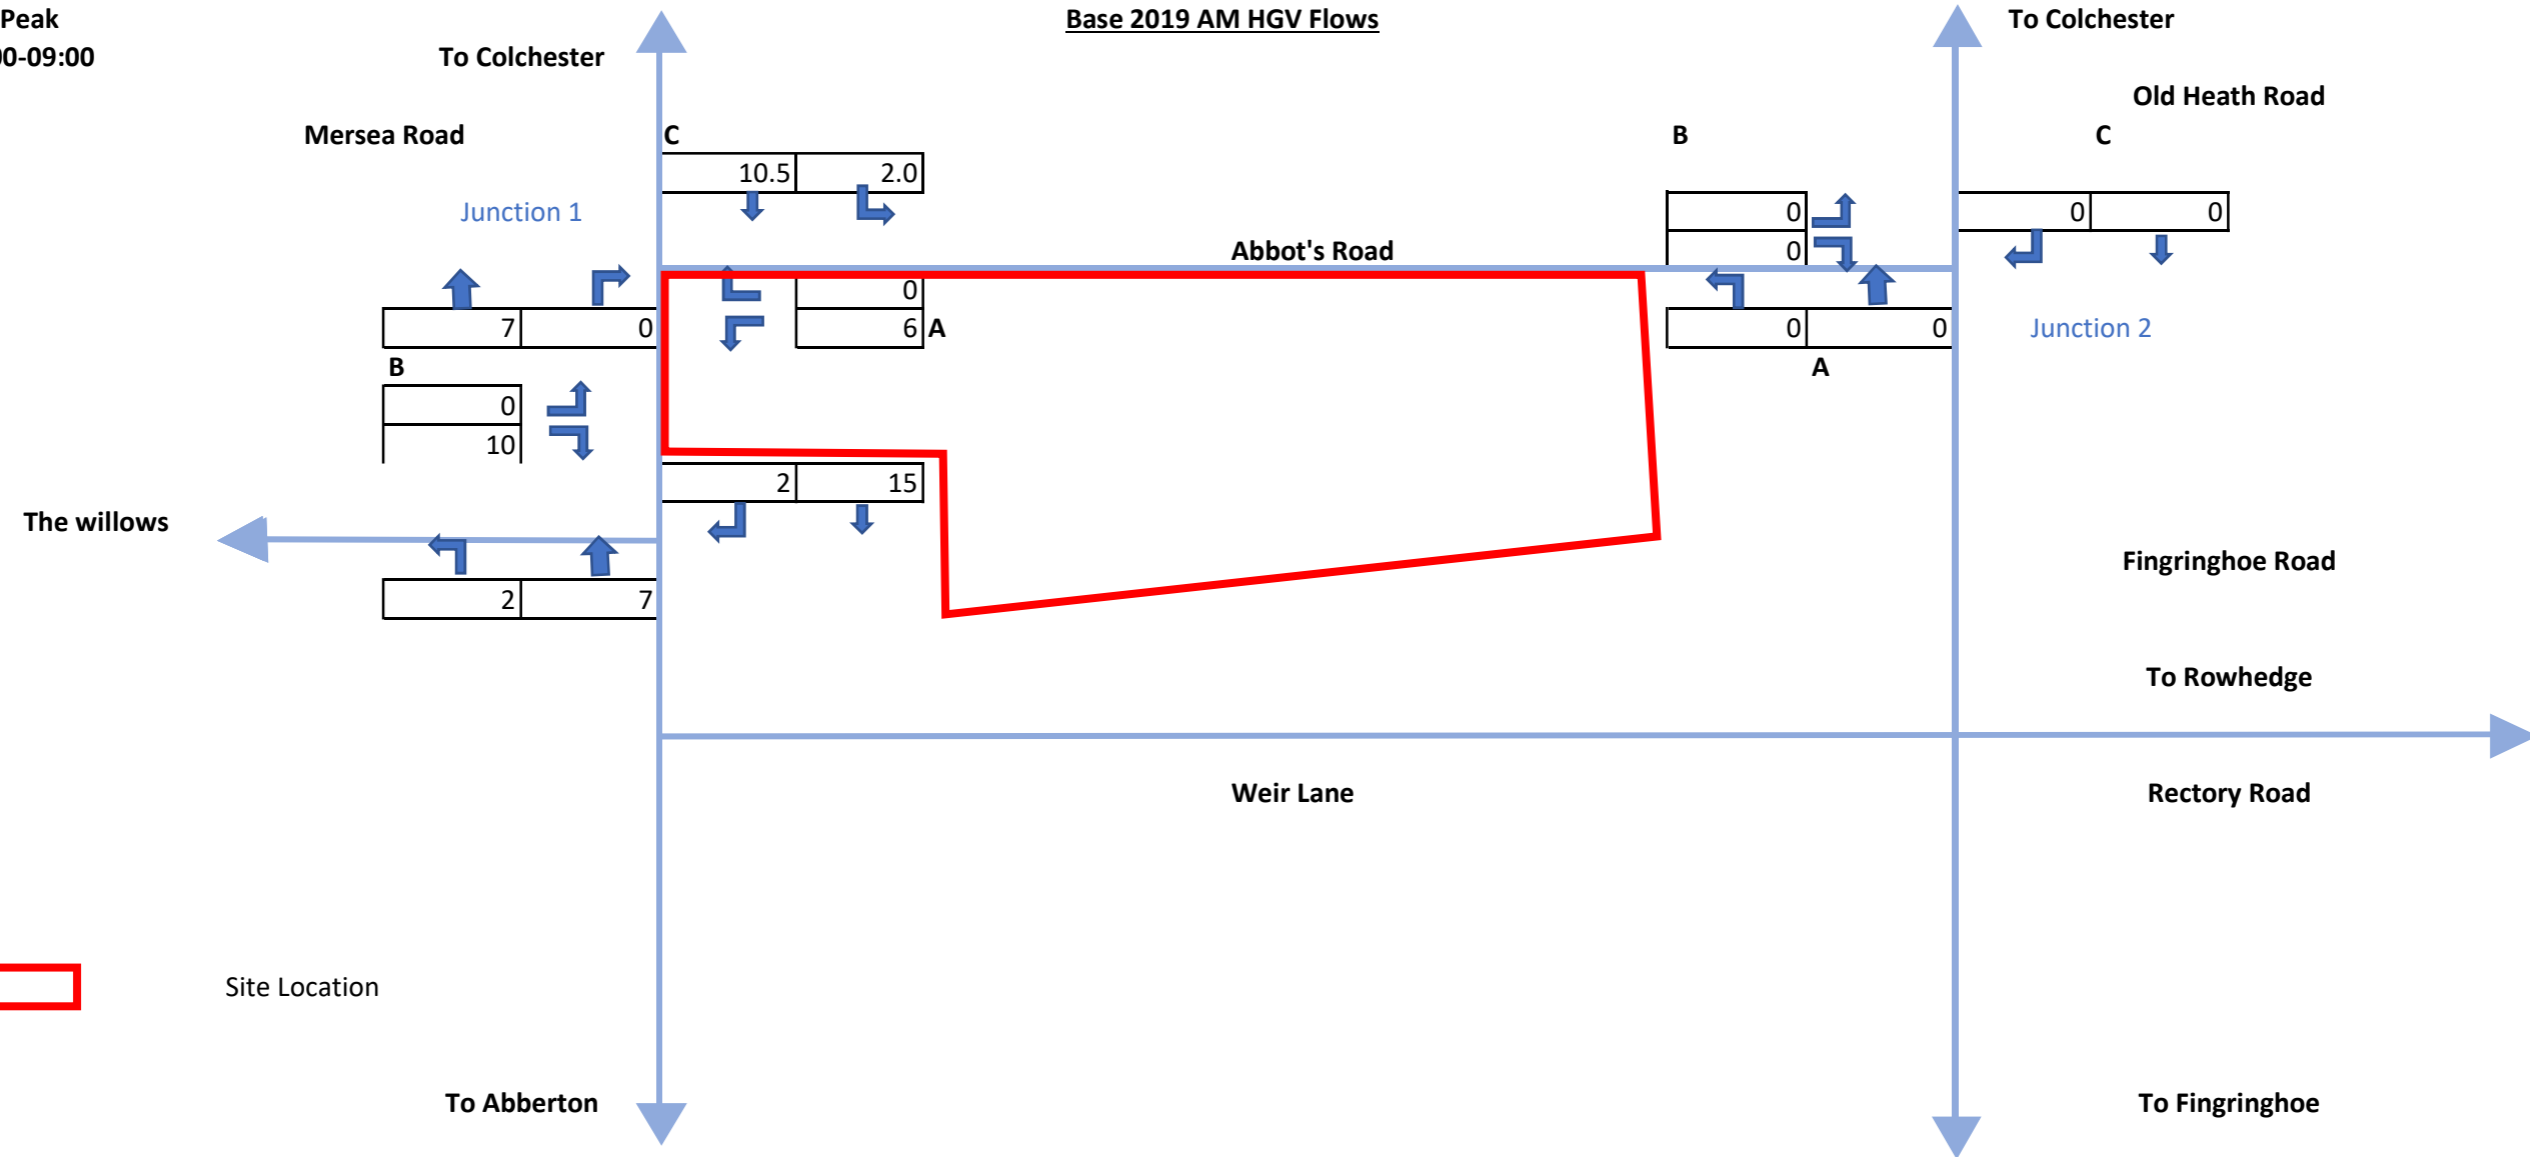 Peak
Base 2019 AM HGV Flows
To Colchester
00-09:00
To Colchester
Old Heath Road
Mersea Road
C
B
C
10.5 2.0
Junction 1
0
0 0
Abbot's Road
0
0
7 0
6 A
0 0
Junction 2
B
A
0
10
2 15
The willows
Fingringhoe Road
2 7
To Rowhedge
Weir Lane
Rectory Road
Site Location
To Abberton
To Fingringhoe